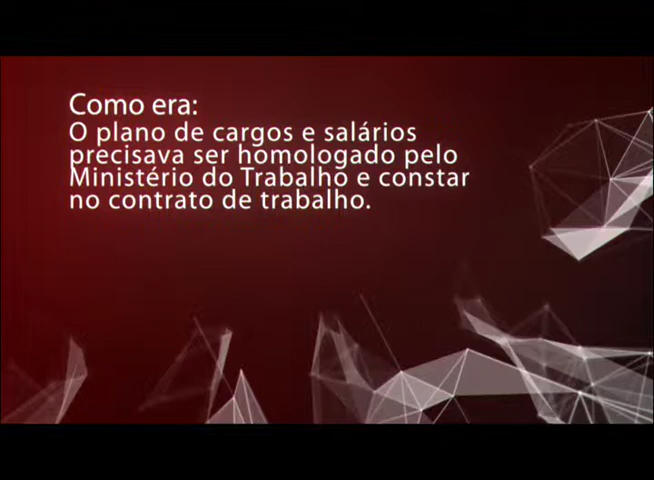 Como era:
O plano de cargos e salários
precisava ser homologado pelo
Ministério do Trabalho e constar
no contrato de trabalho.